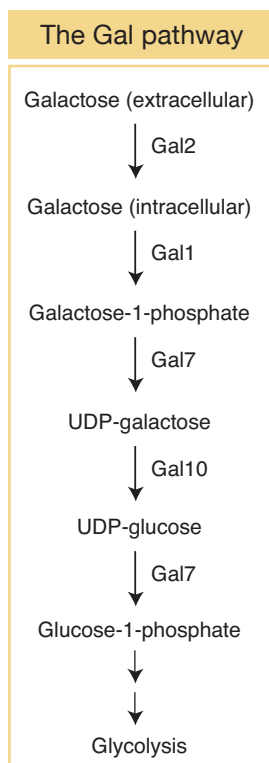 The Gal pathway
Galactose (extracellular)
Gal2
Galactose (intracellular)
Gal1
Galactose-1-phosphate
Gal7
UDP-galactose
Gal10
UDP-glucose
Gal7
Glucose-1-phosphate
Glycolysis